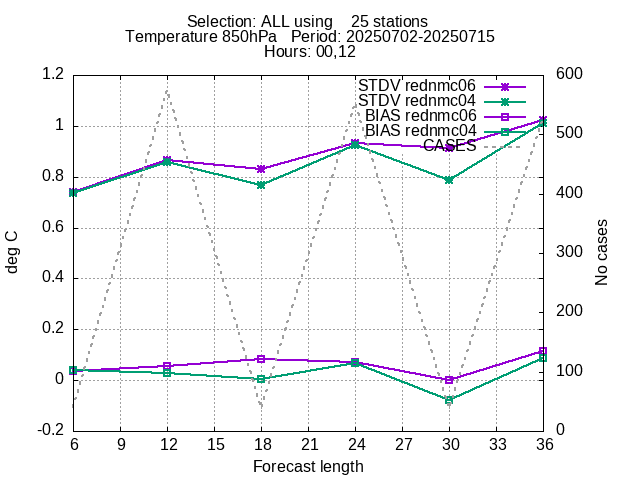 Selection: ALL using    25 stations
Temperature 850hPa   Period: 20250702-20250715
Hours: 00,12
1.2
1
0.8
0.6
0.4
0.2
0
-0.2
deg C
600
500
400
300
200
100
0
No cases
STDV rednmc06
STDV rednmc04
BIAS rednmc06
BIAS rednmc04
CASES
6 9 12 15 18 21 24 27 30 33 36
Forecast length